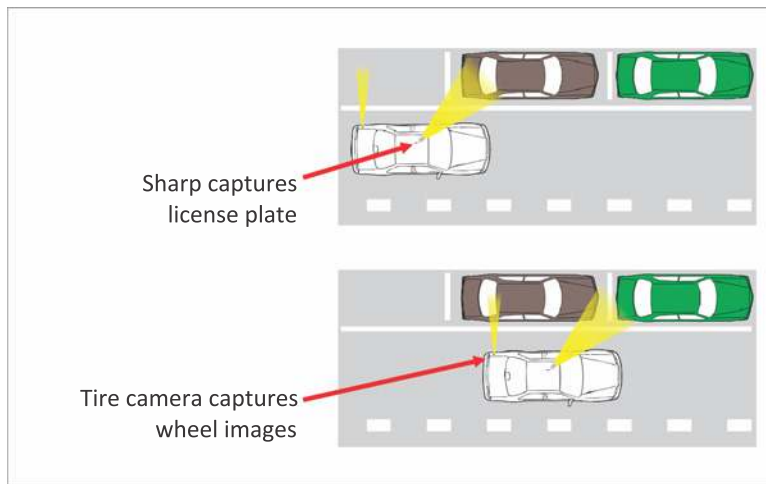 Sharp captures
license plate
Tire camera captures
wheel images